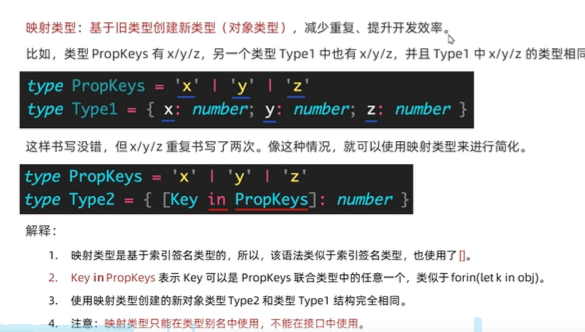 映射类型：基于旧类型创建新类型（对象类型），减少重复、提升开发效率。
比如，类型 PropKeys 有 x/y/z，另一个类型 Type1 中也有 x/y/z，并且 Type1 中 x/y/z 的类型相同
type PropKeys = 'x' | 'y' | 'z'
type Type1 = { x: number; y: number; z: number }
这样书写没错，但 x/y/z 重复书写了两次。像这种情况，就可以使用映射类型来进行简化。
type PropKeys = 'x' | 'y' | 'z'
type Type2 = { [Key in PropKeys]: number }
解释：
1. 映射类型是基于索引签名类型的，所以，该语法类似于索引签名类型，也使用了 []。
2. Key in PropKeys 表示 Key 可以是 PropKeys 联合类型中的任意一个，类似于 forin(let k in obj)。
3. 使用映射类型创建的新对象类型 Type2 和类型 Type1 结构完全相同。
4. 注意：映射类型只能在类型别名中使用，不能在接口中使用。